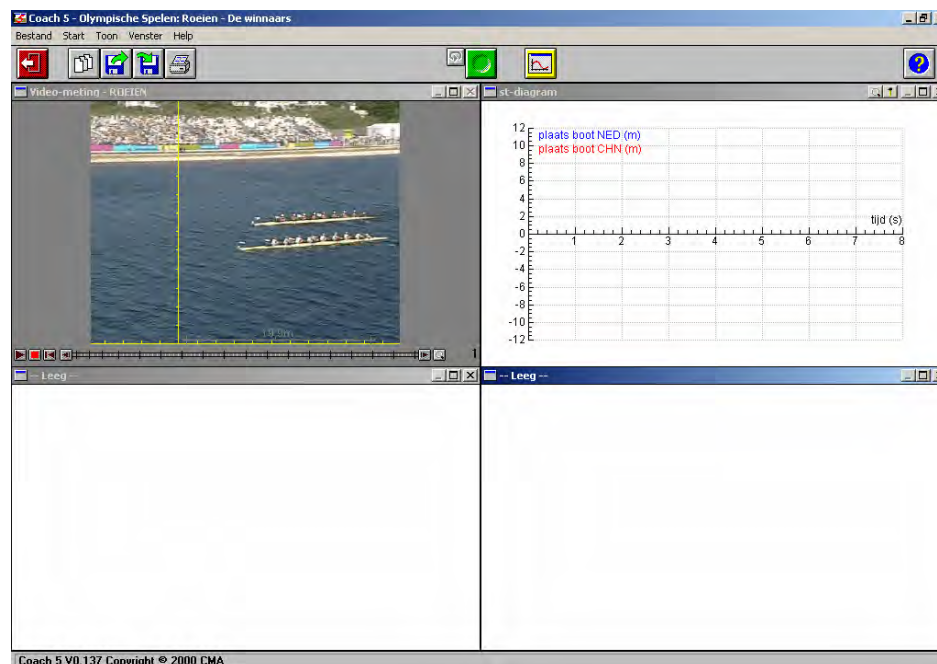 Coach 5 - Olympische Spelen: Roeien - De winnaars
Bestand Start Toon Venster Help
Video-meting - ROEIEN
st-diagram
12
10
8
6
4
2
0
-2
-4
-6
-8
-10
-12
plaats boot NED (m)
plaats boot CHN (m)
tijd (s)
1 2 3 4 5 6 7 8
1
-- Leeg --
-- Leeg --
Coach 5 V0.137 Copyright © 2000 CMA